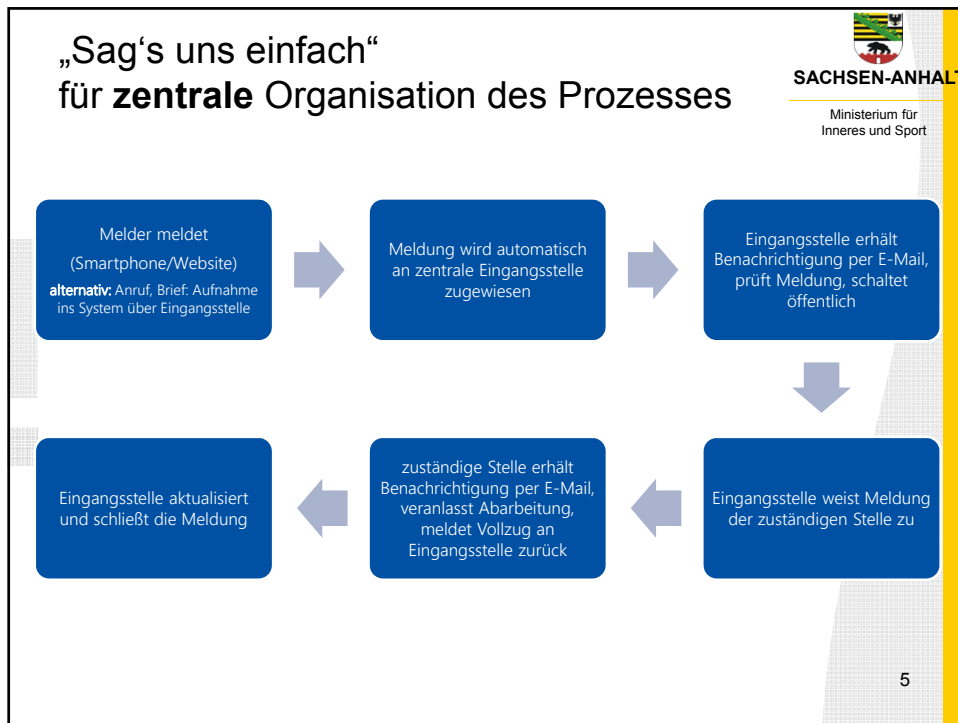 „Sag‘s uns einfach“
für zentrale Organisation des Prozesses
SACHSEN-ANHALT
Ministerium für
Inneres und Sport
Melder meldet
(Smartphone/Website)
alternativ: Anruf, Brief: Aufnahme
ins System über Eingangsstelle
Meldung wird automatisch
an zentrale Eingangsstelle
zugewiesen
Eingangsstelle erhält
Benachrichtigung per E-Mail,
prüft Meldung, schaltet
öffentlich
Eingangsstelle weist Meldung
der zuständigen Stelle zu
zuständige Stelle erhält
Benachrichtigung per E-Mail,
veranlasst Abarbeitung,
meldet Vollzug an
Eingangsstelle zurück
Eingangsstelle aktualisiert
und schließt die Meldung
5